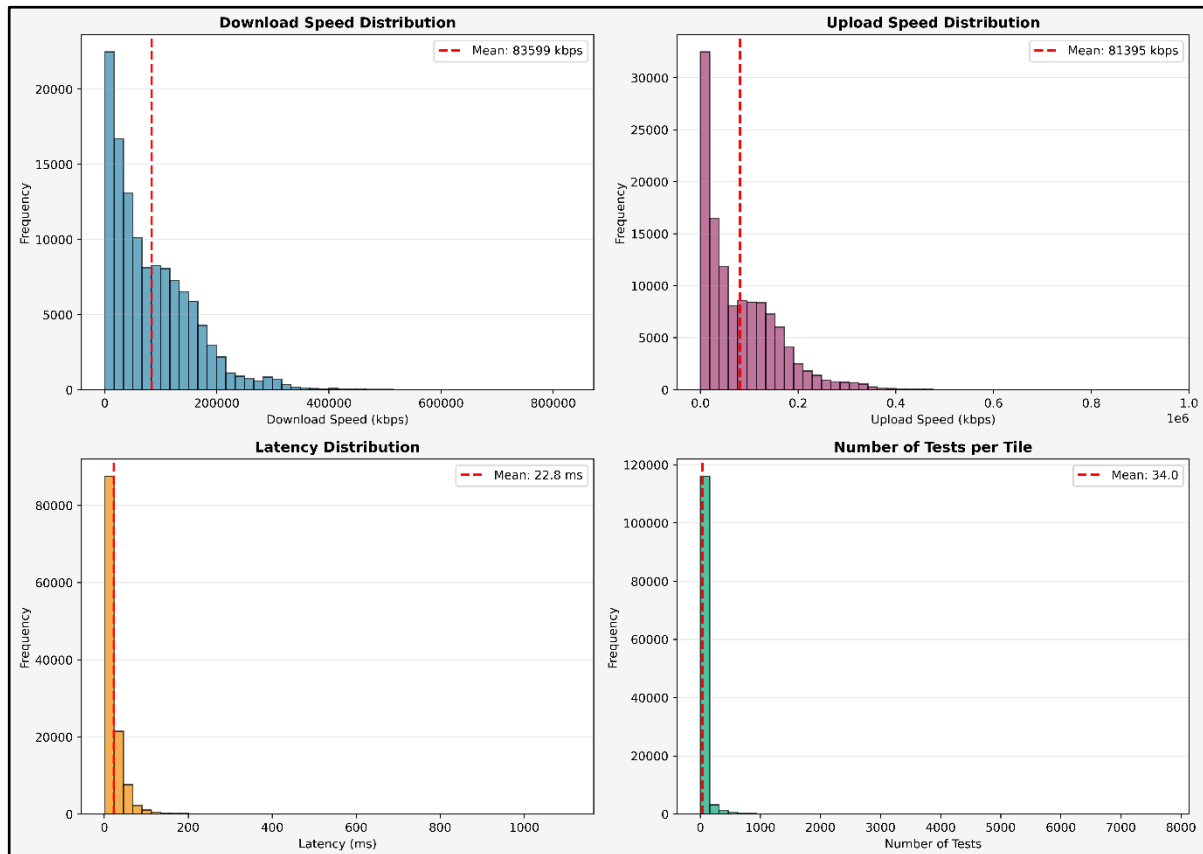 Download Speed Distribution
Mean: 83599 kbps
Frequency
20000
15000
10000
5000
0
0 200000 400000 600000 800000
Download Speed (kbps)
Upload Speed Distribution
Mean: 81395 kbps
Frequency
30000
25000
20000
15000
10000
5000
0
0.0 0.2 0.4 0.6 0.8 1.0
1e6
Upload Speed (kbps)
Latency Distribution
Mean: 22.8 ms
Frequency
80000
60000
40000
20000
0
0 200 400 600 800 1000
Latency (ms)
Number of Tests per Tile
Mean: 34.0
Frequency
120000
100000
80000
60000
40000
20000
0
0 1000 2000 3000 4000 5000 6000 7000 8000
Number of Tests